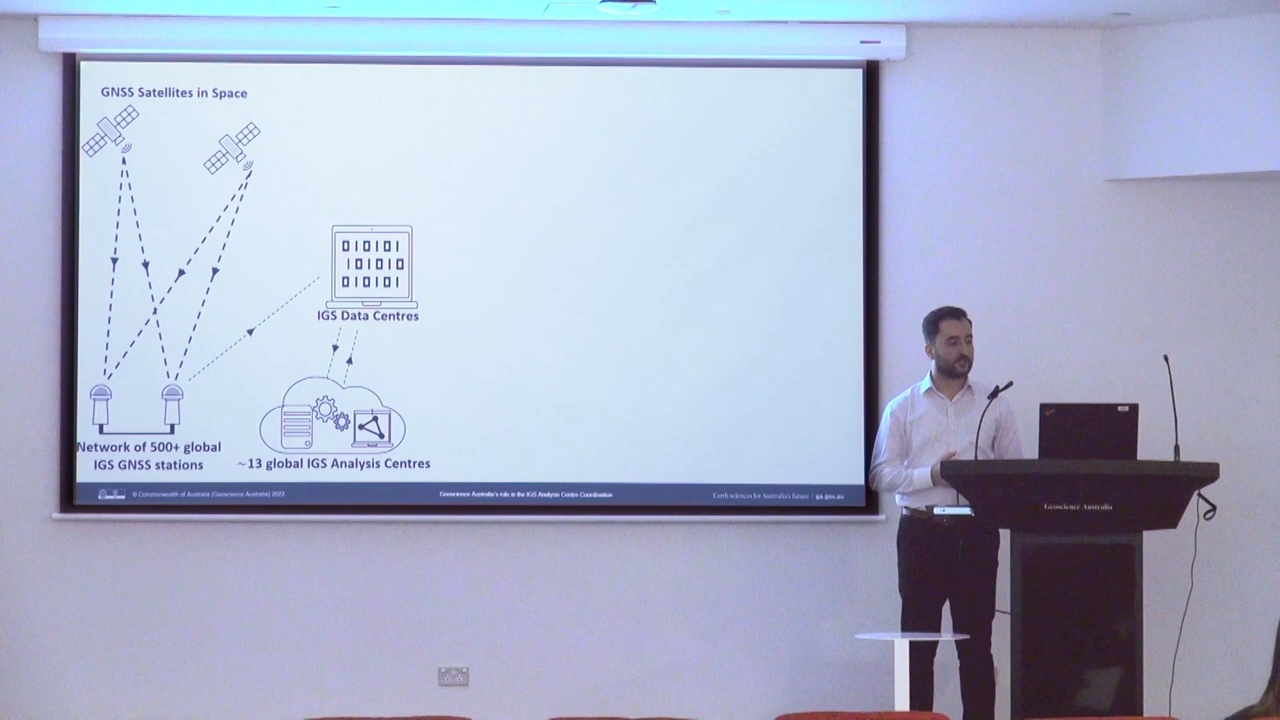 GNSS Satellites in Space
010101
101010
010101
IGS Data Centres
Network of 500+ global
IGS GNSS stations
~13 global IGS Analysis Centres
© Commonwealth of Australia (Geoscience Australia) 2022
Geoscience Australia's role in the IGS Analysis Centre Coordination
Earth sciences for Australia's future | ga.gov.au
Geoscience Australia